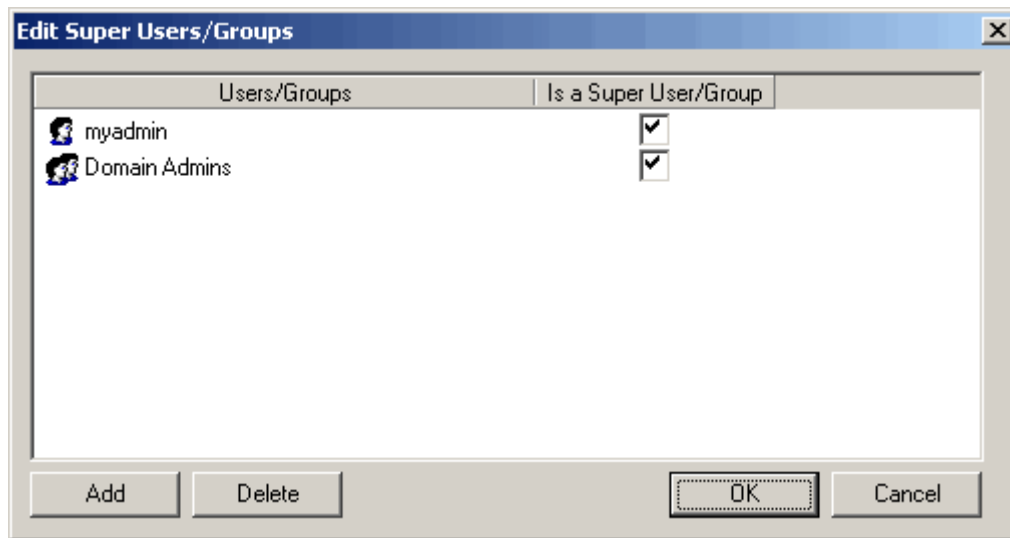 Edit Super Users/Groups
Users/Groups Is a Super User/Group
myadmin
Domain Admins
Add Delete OK Cancel